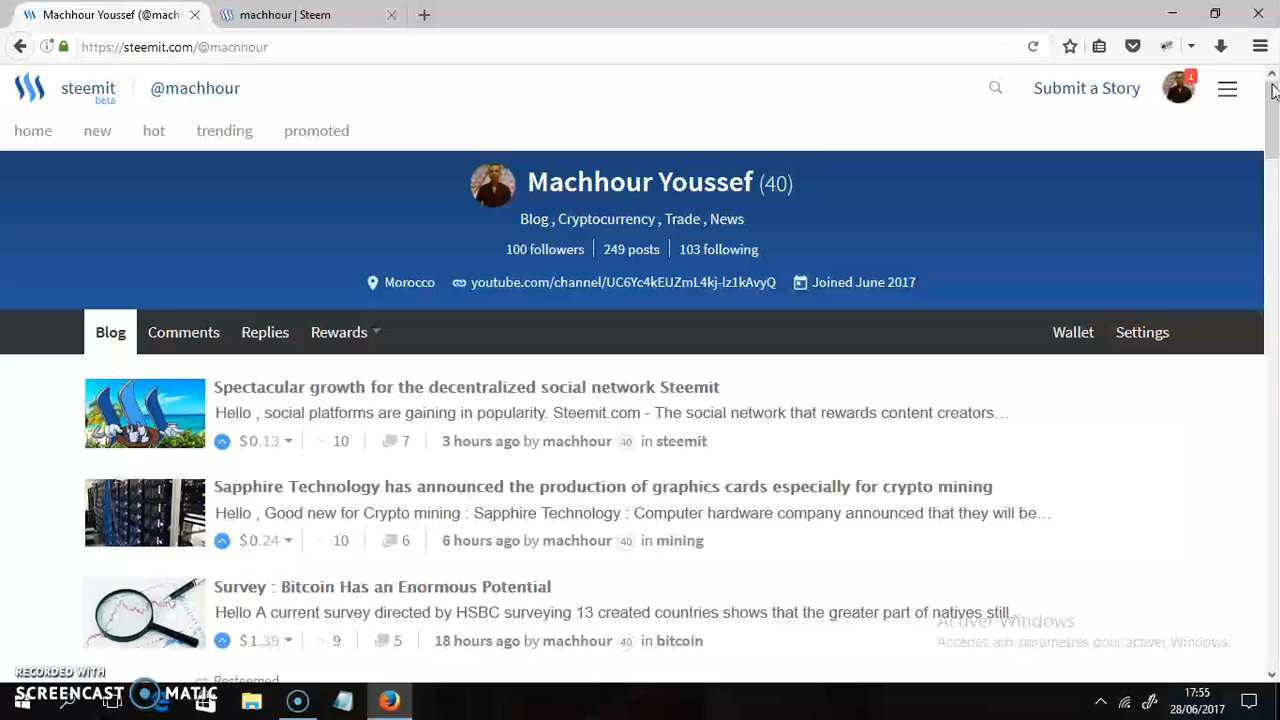 Machhour Youssef (@mach
machhour | Steem
https://steemit.com/@machhour
steemit
beta
@machhour
Submit a Story
1
home new hot trending promoted
Machhour Youssef (40)
Blog , Cryptocurrency , Trade , News
100 followers 249 posts 103 following
Morocco youtube.com/channel/UC6Yc4kEUZmL4kj-lz1kAvyQ Joined June 2017
Blog Comments Replies Rewards Wallet Settings
Spectacular growth for the decentralized social network Steemit
Hello , social platforms are gaining in popularity. Steemit.com - The social network that rewards content creators...
$0.13 10 7 3 hours ago by machhour 40 in steemit
Sapphire Technology has announced the production of graphics cards especially for crypto mining
Hello , Good new for Crypto mining : Sapphire Technology : Computer hardware company announced that they will be...
$0.24 10 6 6 hours ago by machhour 40 in mining
Survey : Bitcoin Has an Enormous Potential
Hello A current survey directed by HSBC surveying 13 created countries shows that the greater part of natives still...
$1.39 9 5 18 hours ago by machhour 40 in bitcoin
Activer Windows
Accédez aux paramètres pour activer Windows.
Resteemed
RECORDED WITH
SCREENCAST MATIC
17:55
28/06/2017